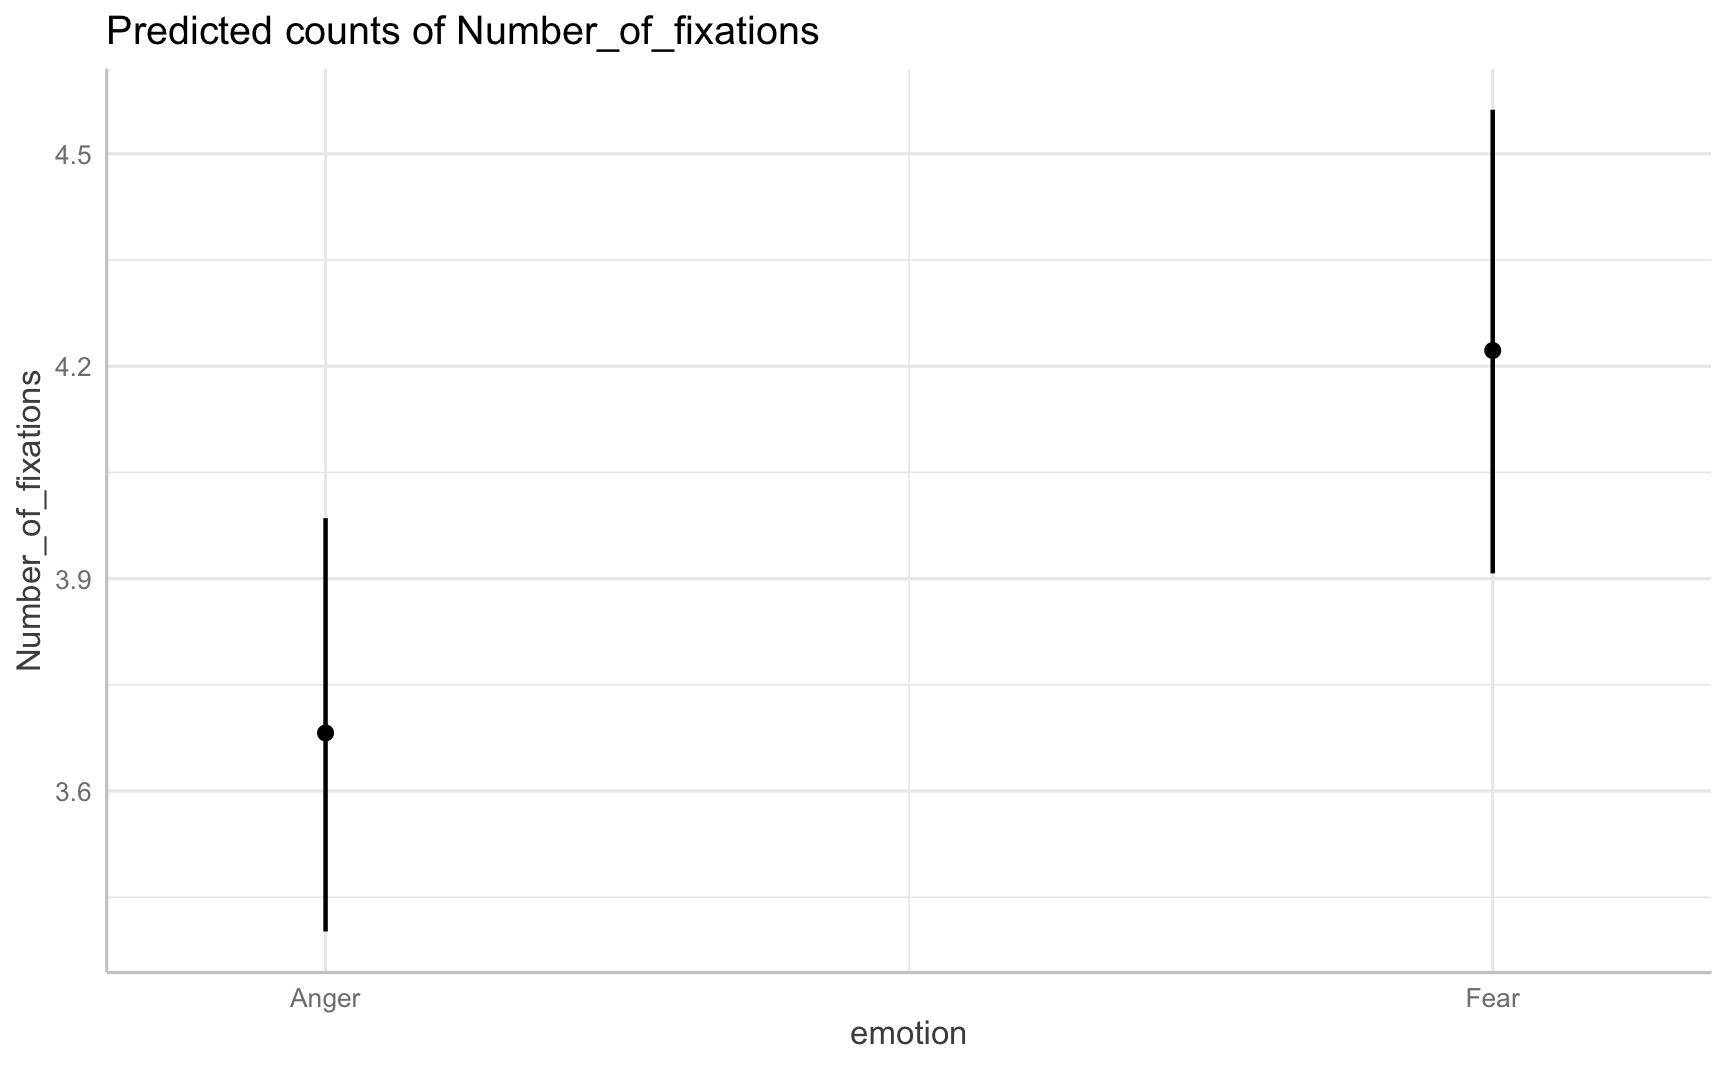 Predicted counts of Number_of_fixations
Number_of_fixations
4.5
4.2
3.9
3.6
Anger
Fear
emotion